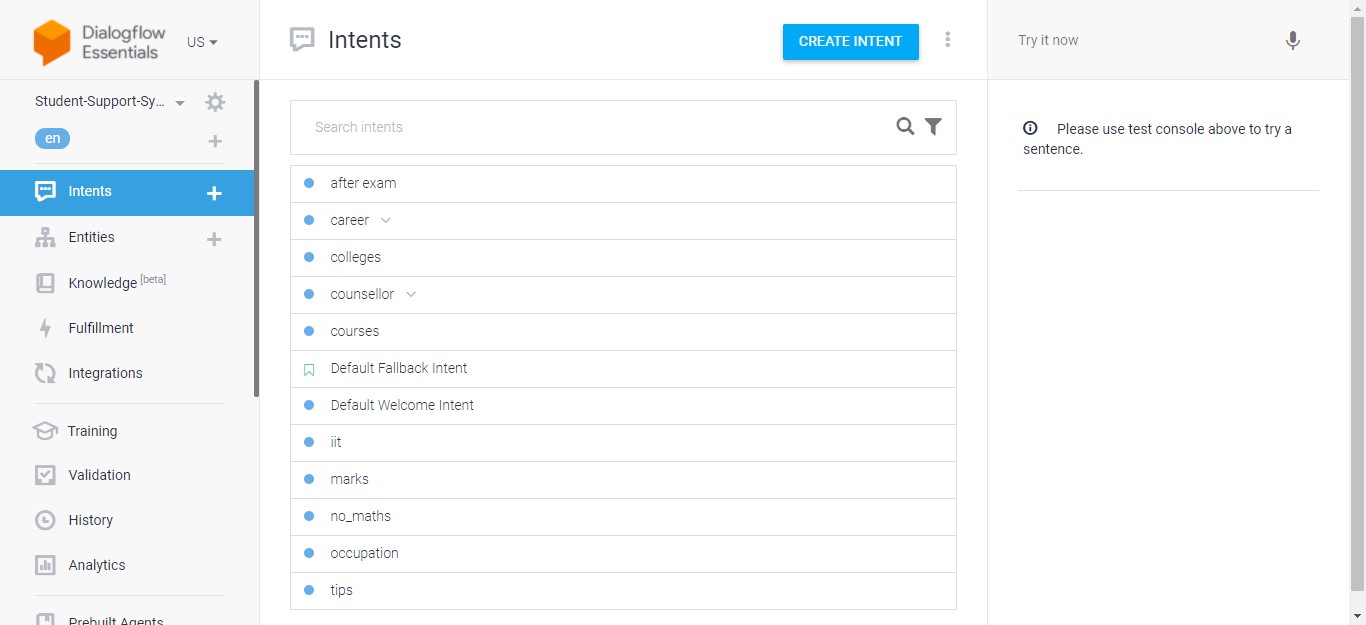 Dialogflow
Essentials
US
Student-Support-Sy...
en
Intents
Entities
Knowledge [beta]
Fulfillment
Integrations
Training
Validation
History
Analytics
Prebuilt Agents
Intents
CREATE INTENT
Search intents
after exam
career
colleges
counsellor
courses
Default Fallback Intent
Default Welcome Intent
iit
marks
no_maths
occupation
tips
Try it now
Please use test console above to try a
sentence.